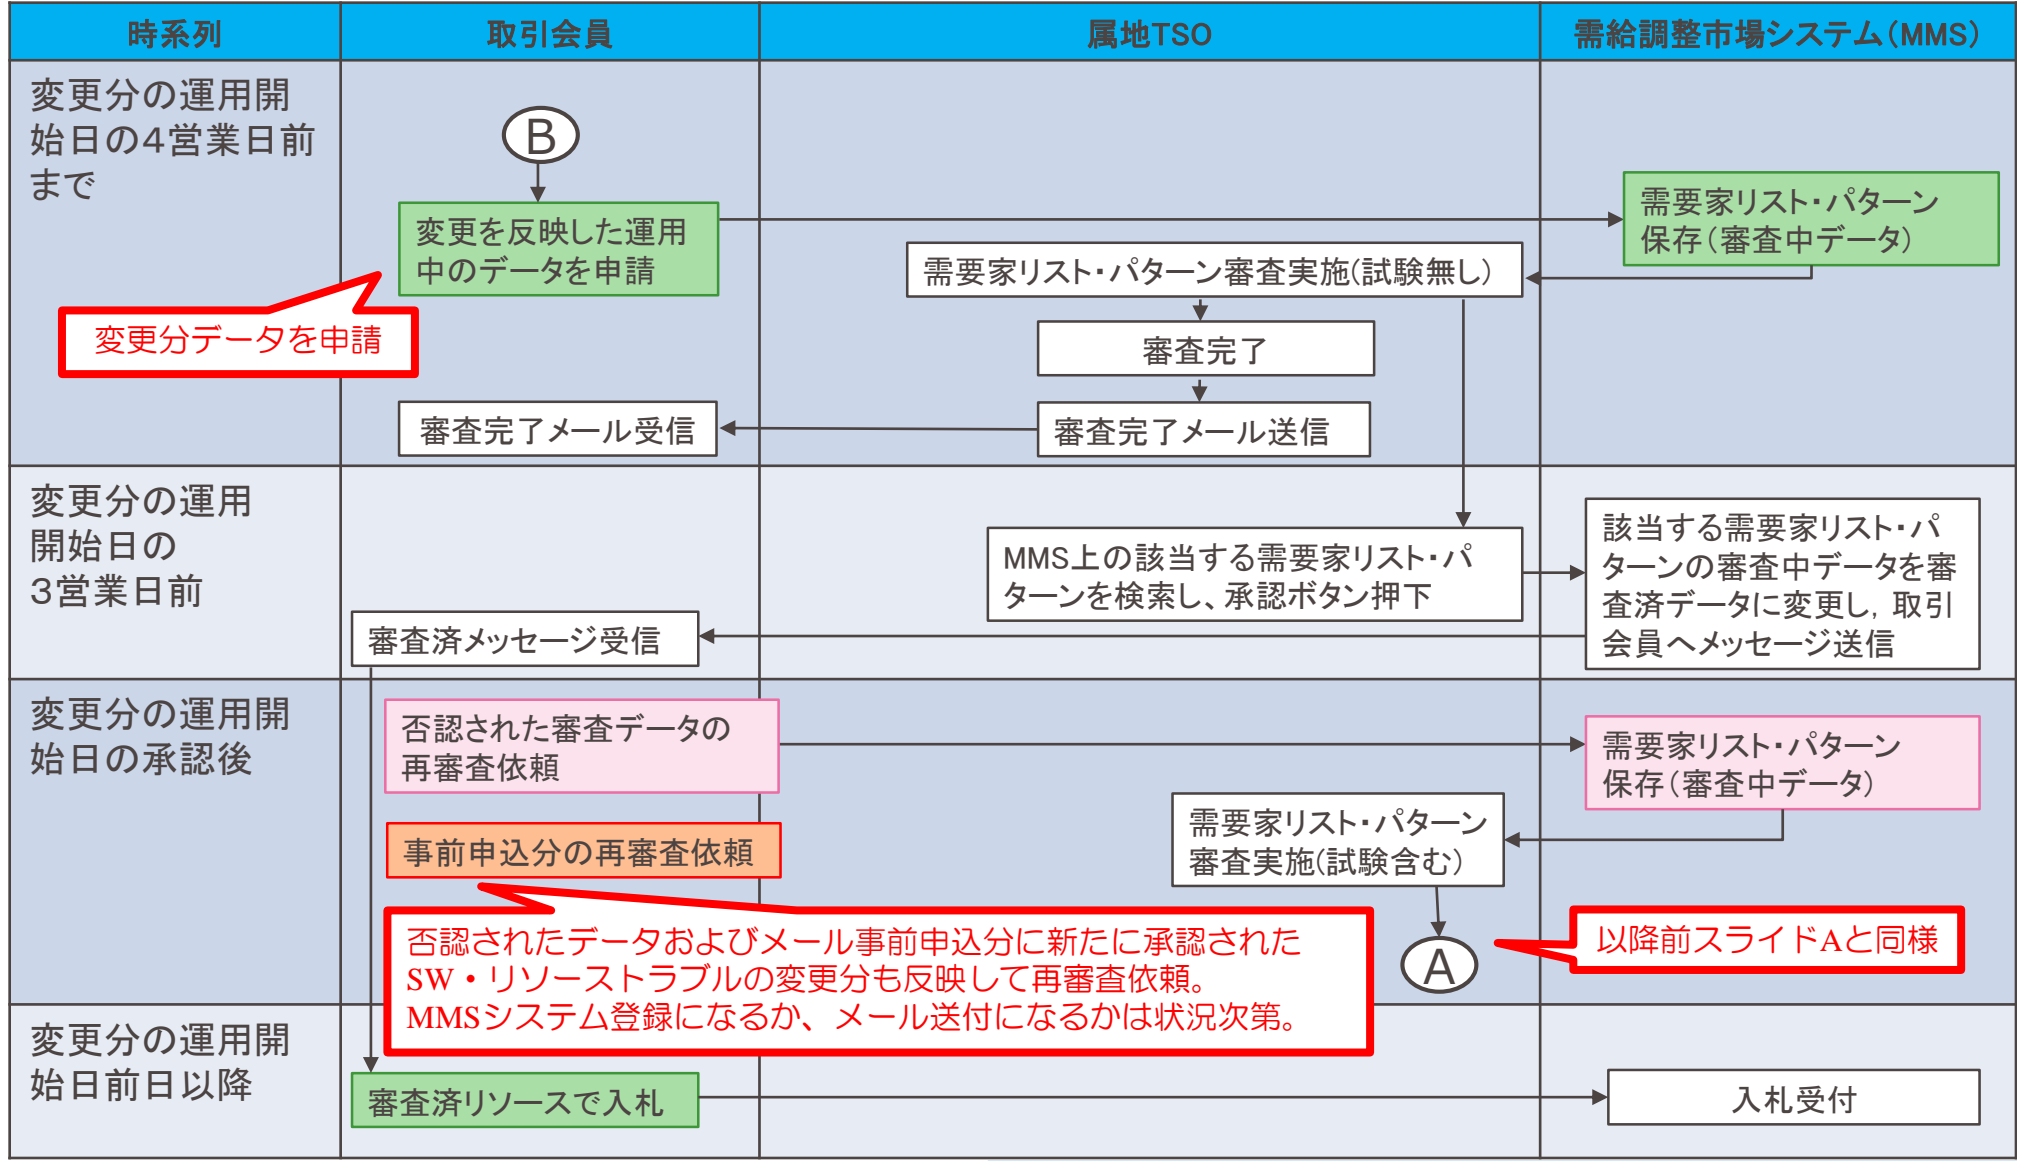 時系列
取引会員
属地TSO
需給調整市場システム(MMS)
変更分の運用開
始日の4営業日前
まで
B
変更を反映した運用
中のデータを申請
需要家リスト・パターン
保存(審査中データ)
需要家リスト・パターン審査実施(試験無し)
変更分データを申請
審査完了
審査完了メール受信
審査完了メール送信
変更分の運用
開始日の
3営業日前
MMS上の該当する需要家リスト・パ
ターンを検索し、承認ボタン押下
該当する需要家リスト・パ
ターンの審査中データを審
査済データに変更し,取引
会員へメッセージ送信
審査済メッセージ受信
変更分の運用開
始日の承認後
否認された審査データの
再審査依頼
需要家リスト・パターン
保存(審査中データ)
事前申込分の再審査依頼
需要家リスト・パターン
審査実施(試験含む)
否認されたデータおよびメール事前申込分に新たに承認された
SW・リソーストラブルの変更分も反映して再審査依頼。
MMSシステム登録になるか、メール送付になるかは状況次第。
A
以降前スライドAと同様
変更分の運用開
始日前日以降
審査済リソースで入札
入札受付